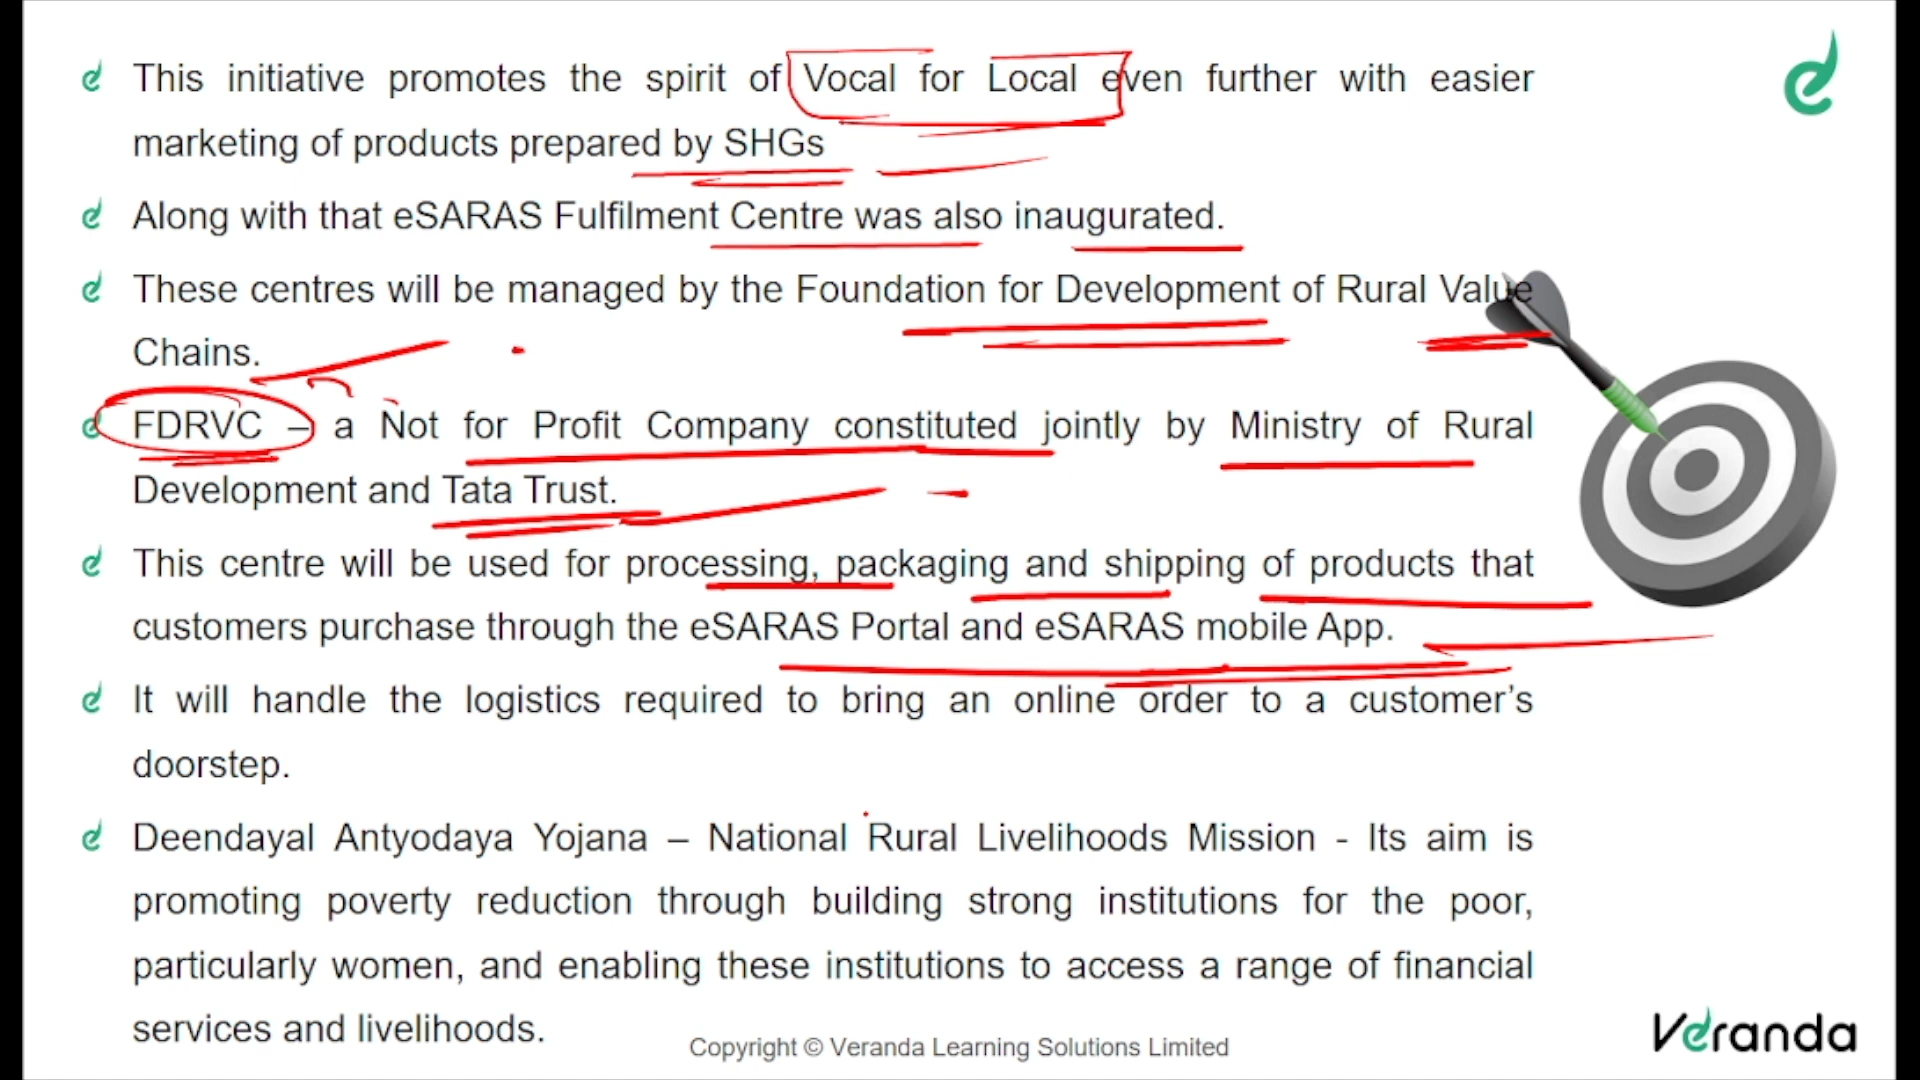 This initiative promotes the spirit of Vocal for Local even further with easier
marketing of products prepared by SHGs
Along with that eSARAS Fulfilment Centre was also inaugurated.
These centres will be managed by the Foundation for Development of Rural Value
Chains.
FDRVC – a Not for Profit Company constituted jointly by Ministry of Rural
Development and Tata Trust.
This centre will be used for processing, packaging and shipping of products that
customers purchase through the eSARAS Portal and eSARAS mobile App.
It will handle the logistics required to bring an online order to a customer’s
doorstep.
Deendayal Antyodaya Yojana – National Rural Livelihoods Mission - Its aim is
promoting poverty reduction through building strong institutions for the poor,
particularly women, and enabling these institutions to access a range of financial
services and livelihoods.
Copyright © Veranda Learning Solutions Limited
Veranda